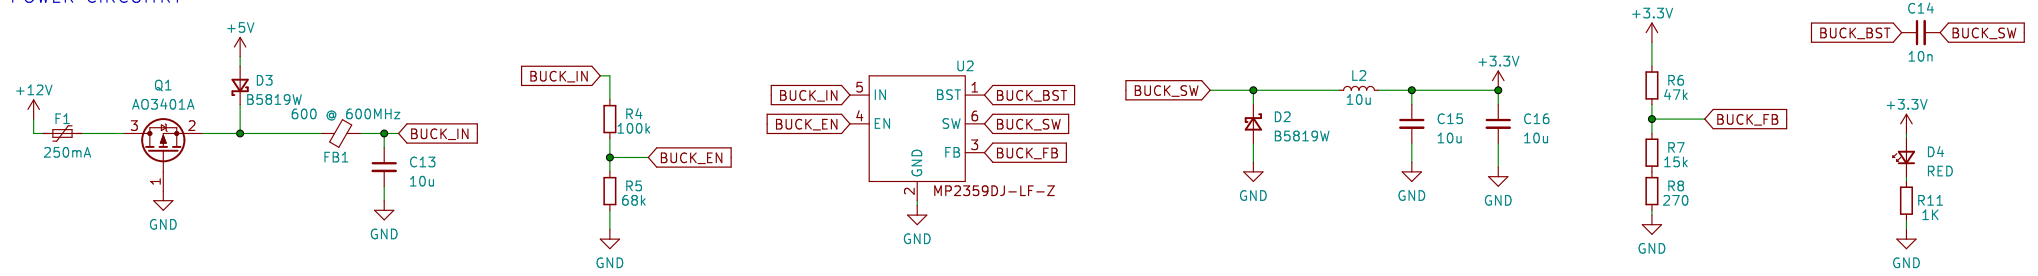 POWER CIRCUITRY
+12V
F1
250mA
Q1
AO3401A
3
2
1
GND
+5V
D3
B5819W
600 @ 600MHz
FB1
BUCK_IN
C13
10u
GND
BUCK_IN
R4
100k
BUCK_EN
R5
68k
GND
U2
BUCK_IN
5
IN
BST
1
BUCK_BST
BUCK_EN
4
EN
SW
6
BUCK_SW
FB
3
BUCK_FB
GND
2
MP2359DJ-LF-Z
GND
BUCK_SW
D2
B5819W
GND
L2
10u
+3.3V
C15
10u
GND
C16
10u
GND
+3.3V
R6
47k
BUCK_FB
R7
15k
R8
270
GND
C14
BUCK_BST
BUCK_SW
10n
+3.3V
D4
RED
R11
1K
GND